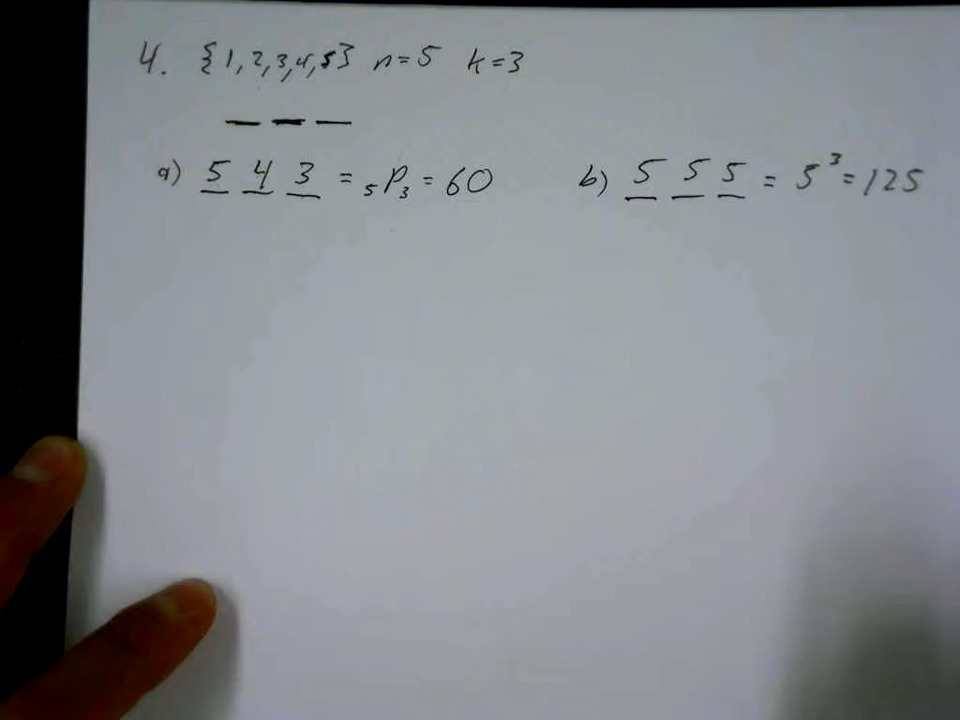 4. {1,2,3,4,5} n=5 k=3
_ _ _
a) 5 4 3 = ₅P₃ = 60
b) 5 5 5 = 5³ = 125